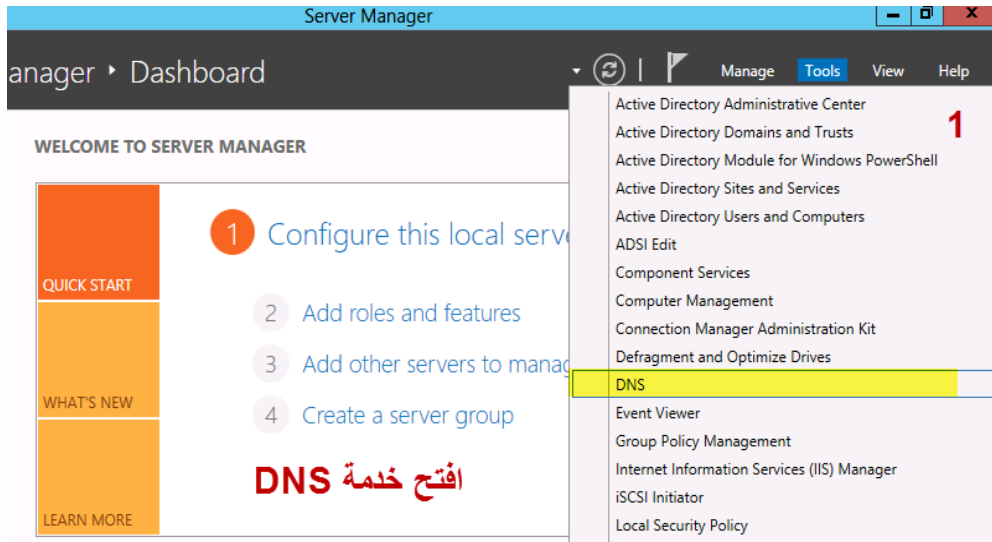 Server Manager
anager ‣ Dashboard
Manage Tools View Help
WELCOME TO SERVER MANAGER
QUICK START
WHAT'S NEW
LEARN MORE
1 Configure this local serve
2 Add roles and features
3 Add other servers to manag
4 Create a server group
افتح خدمة DNS
1
Active Directory Administrative Center
Active Directory Domains and Trusts
Active Directory Module for Windows PowerShell
Active Directory Sites and Services
Active Directory Users and Computers
ADSI Edit
Component Services
Computer Management
Connection Manager Administration Kit
Defragment and Optimize Drives
DNS
Event Viewer
Group Policy Management
Internet Information Services (IIS) Manager
iSCSI Initiator
Local Security Policy